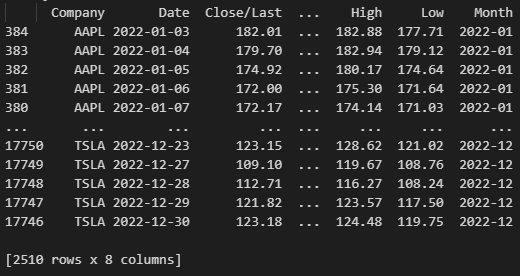 Company Date Close/Last ... High Low Month
384 AAPL 2022-01-03 182.01 ... 182.88 177.71 2022-01
383 AAPL 2022-01-04 179.70 ... 182.94 179.12 2022-01
382 AAPL 2022-01-05 174.92 ... 180.17 174.64 2022-01
381 AAPL 2022-01-06 172.00 ... 175.30 171.64 2022-01
380 AAPL 2022-01-07 172.17 ... 174.14 171.03 2022-01
... ... ... ... ... ... ... ...
17750 TSLA 2022-12-23 123.15 ... 128.62 121.02 2022-12
17749 TSLA 2022-12-27 109.10 ... 119.67 108.76 2022-12
17748 TSLA 2022-12-28 112.71 ... 116.27 108.24 2022-12
17747 TSLA 2022-12-29 121.82 ... 123.57 117.50 2022-12
17746 TSLA 2022-12-30 123.18 ... 124.48 119.75 2022-12
[2510 rows x 8 columns]